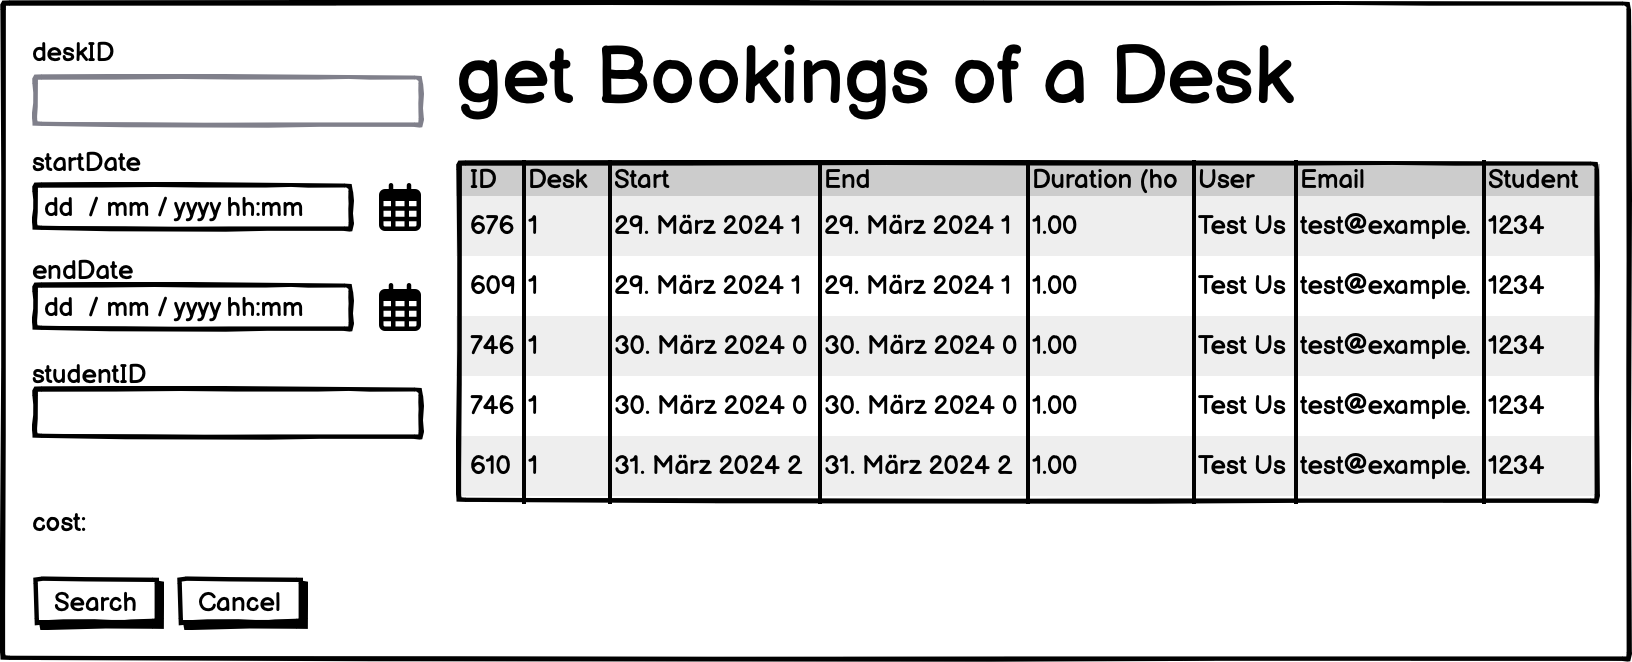 deskID
startDate
dd / mm / yyyy hh:mm
endDate
dd / mm / yyyy hh:mm
studentID
cost:
Search Cancel
get Bookings of a Desk
ID Desk Start End Duration (ho User Email Student
676 1 29. März 2024 1 29. März 2024 1 1.00 Test Us test@example. 1234
609 1 29. März 2024 1 29. März 2024 1 1.00 Test Us test@example. 1234
746 1 30. März 2024 0 30. März 2024 0 1.00 Test Us test@example. 1234
746 1 30. März 2024 0 30. März 2024 0 1.00 Test Us test@example. 1234
610 1 31. März 2024 2 31. März 2024 2 1.00 Test Us test@example. 1234